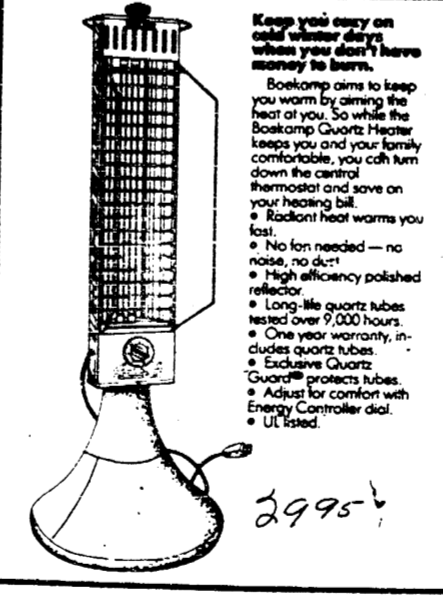 Keep you cozy on
cold winter days
when you don't have
money to burn.
Boekamp aims to keep
you warm by aiming the
heat at you. So while the
Boekamp Quartz Heater
keeps you and your family
comfortable, you can turn
down the central
thermostat and save on
your heating bill.
• Radiant heat warms you
fast.
• No fan needed — no
noise, no dust
• High efficiency polished
reflector.
• Long-life quartz tubes
tested over 9,000 hours.
• One year warranty, in-
cludes quartz tubes.
• Exclusive Quartz
Guard protects tubes.
• Adjust for comfort with
Energy Controller dial.
• UL listed.
2995